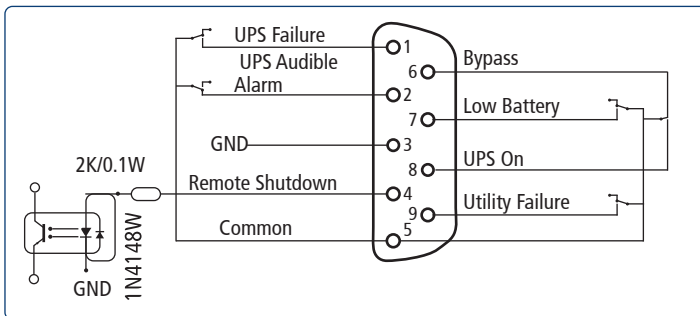 UPS Failure
1
UPS Audible
Alarm
2
GND
3
2K/0.1W
Remote Shutdown
4
Common
5
1N4148W
GND
6
Bypass
7
Low Battery
8
UPS On
9
Utility Failure